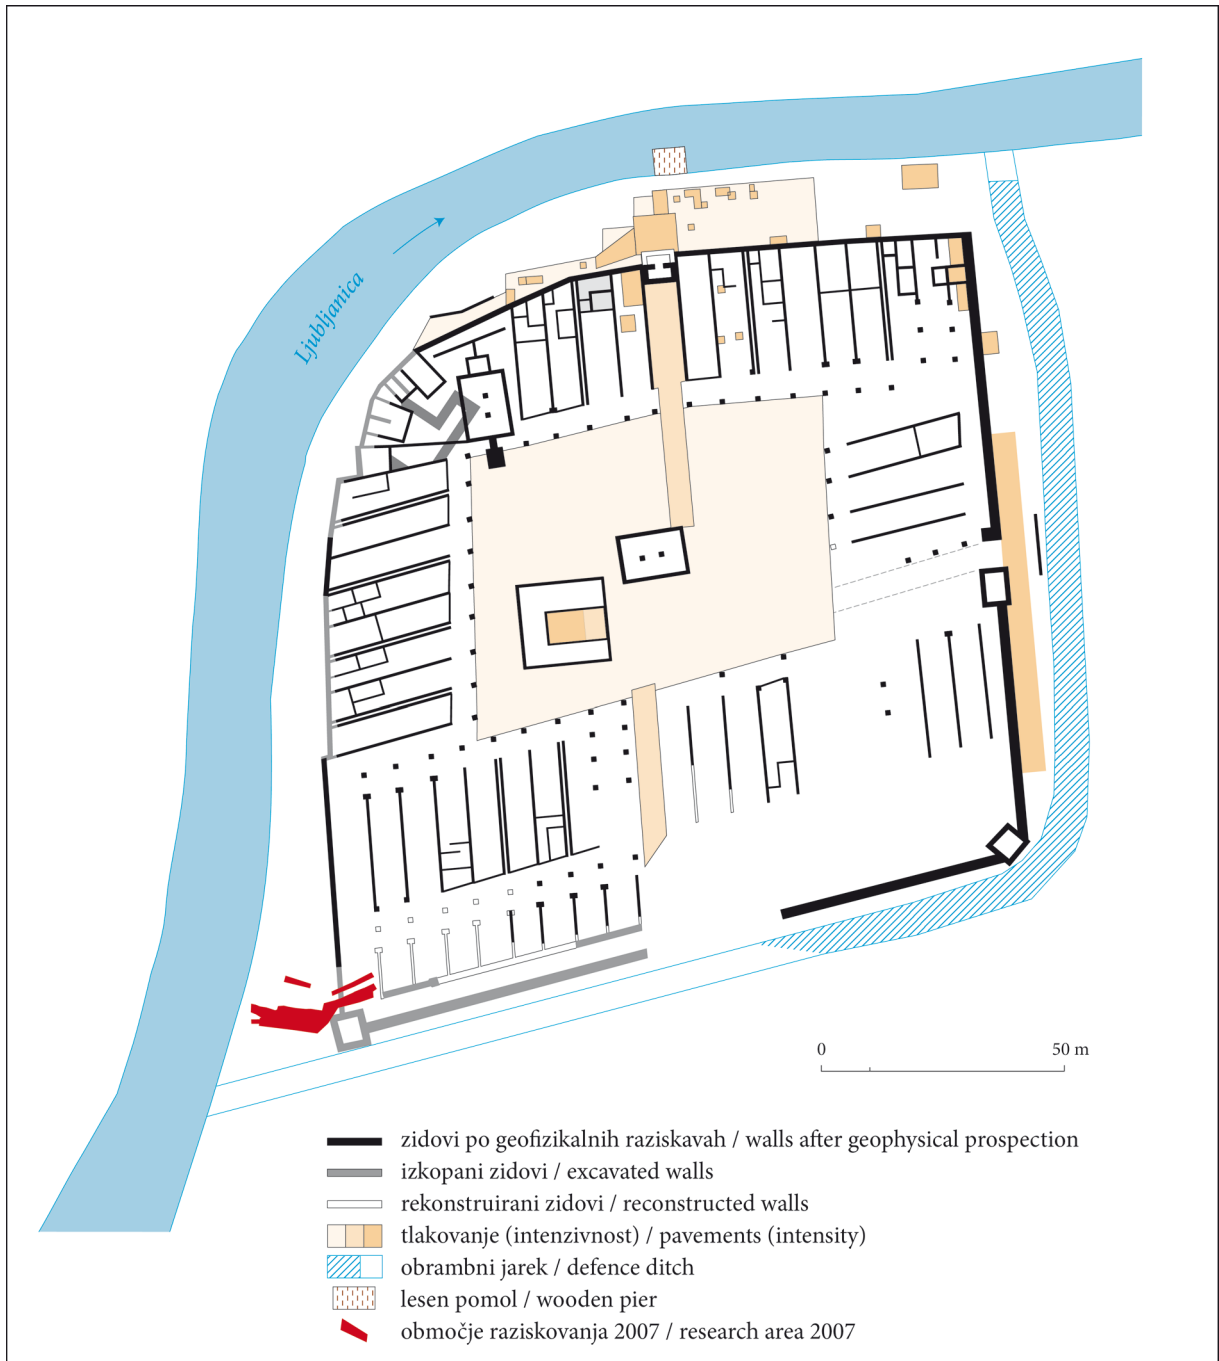 Ljubljanica
0 50 m
zidovi po geofizikalnih raziskavah / walls after geophysical prospection
izkopani zidovi / excavated walls
rekonstruirani zidovi / reconstructed walls
tlakovanje (intenzivnost) / pavements (intensity)
obrambni jarek / defence ditch
lesen pomol / wooden pier
območje raziskovanja 2007 / research area 2007